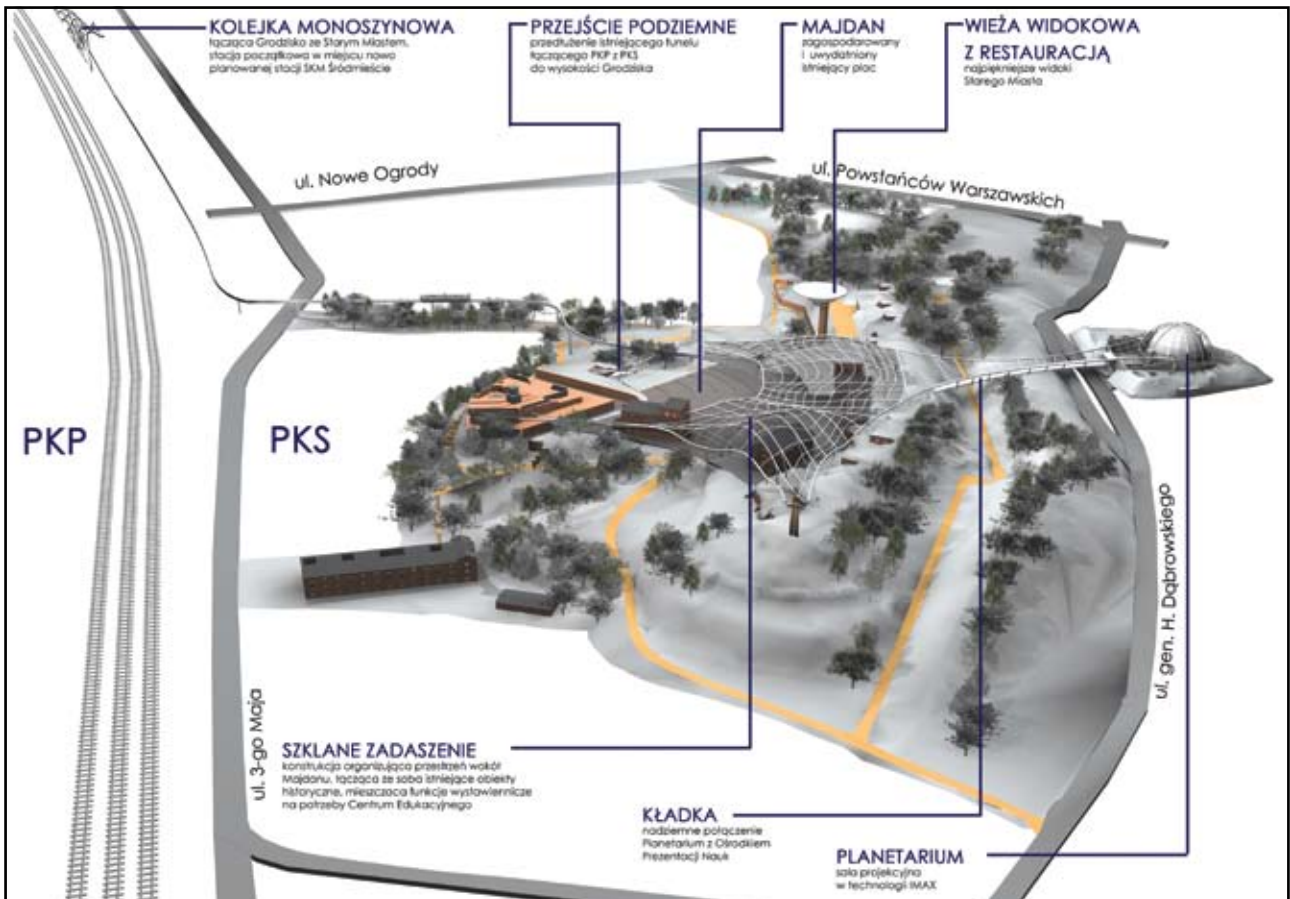 KOLEJKA MONOSZYNOWA
łącząca Grodzisko ze Starym Miastem,
stacja początkowa w miejscu nowo
planowanej stacji SKM Śródmieście
PRZEJŚCIE PODZIEMNE
przedłużenie istniejącego tunelu
łączącego PKP z PKS
do wysokości Grodziska
MAJDAN
zagospodarowany
i uwydatniony
istniejący plac
WIEŻA WIDOKOWA
Z RESTAURACJĄ
najpiękniejsze widoki
Starego Miasta
ul. Nowe Ogrody
ul. Powstańców Warszawskich
PKP
PKS
ul. 3-go Maja
ul. gen. H. Dąbrowskiego
SZKLANE ZADASZENIE
konstrukcja organizująca przestrzeń wokół
Majdanu, łącząca ze soba istniejące obiekty
historyczne, mieszczaca funkcje wystawiennicze
na potrzeby Centrum Edukacyjnego
KŁADKA
nadziemne połączenie
Planetarium z Ośrodkiem
Prezentacji Nauk
PLANETARIUM
sala projekcyjna
w technologii IMAX